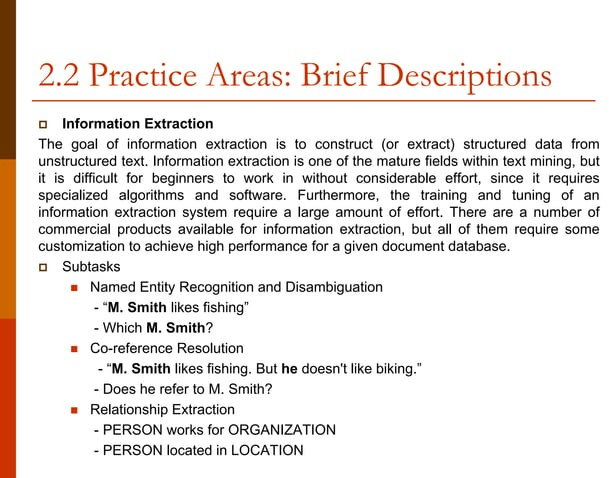 2.2 Practice Areas: Brief Descriptions
Information Extraction
The goal of information extraction is to construct (or extract) structured data from
unstructured text. Information extraction is one of the mature fields within text mining, but
it is difficult for beginners to work in without considerable effort, since it requires
specialized algorithms and software. Furthermore, the training and tuning of an
information extraction system require a large amount of effort. There are a number of
commercial products available for information extraction, but all of them require some
customization to achieve high performance for a given document database.
Subtasks
Named Entity Recognition and Disambiguation
- “M. Smith likes fishing”
- Which M. Smith?
Co-reference Resolution
- “M. Smith likes fishing. But he doesn't like biking.”
- Does he refer to M. Smith?
Relationship Extraction
- PERSON works for ORGANIZATION
- PERSON located in LOCATION